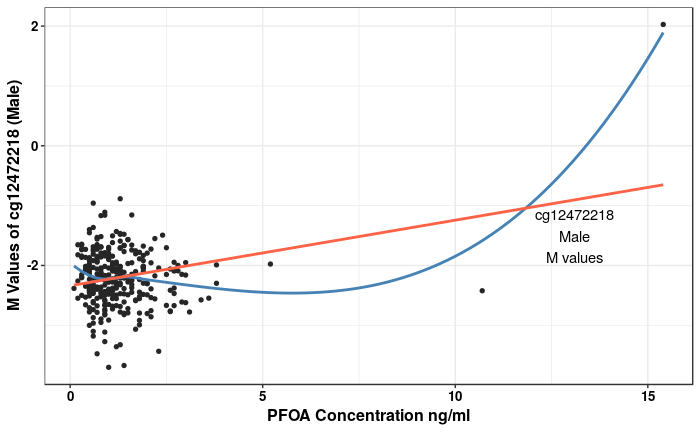 M Values of cg12472218 (Male)
2
0
-2
cg12472218
Male
M values
0
5
10
15
PFOA Concentration ng/ml